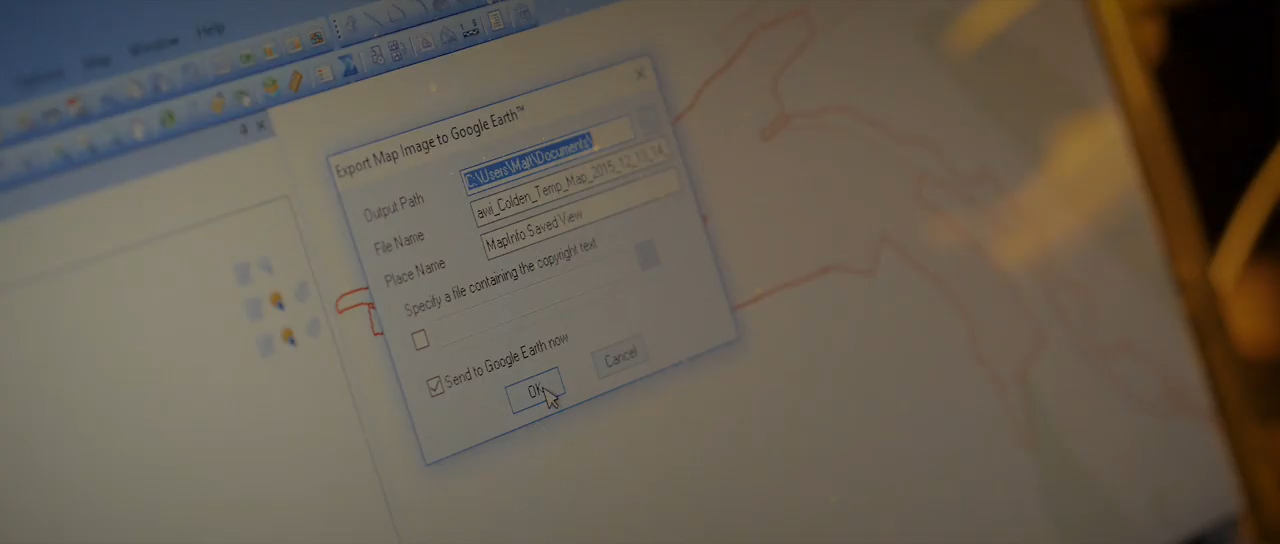 Window Help
Export Map Image to Google Earth™
Output Path C:\Users\Matt\Documents\
File Name awi_Colden_Temp_Map_2015_12_10_14
Place Name MapInfo Saved View
Specify a file containing the copyright text
Send to Google Earth now
OK Cancel